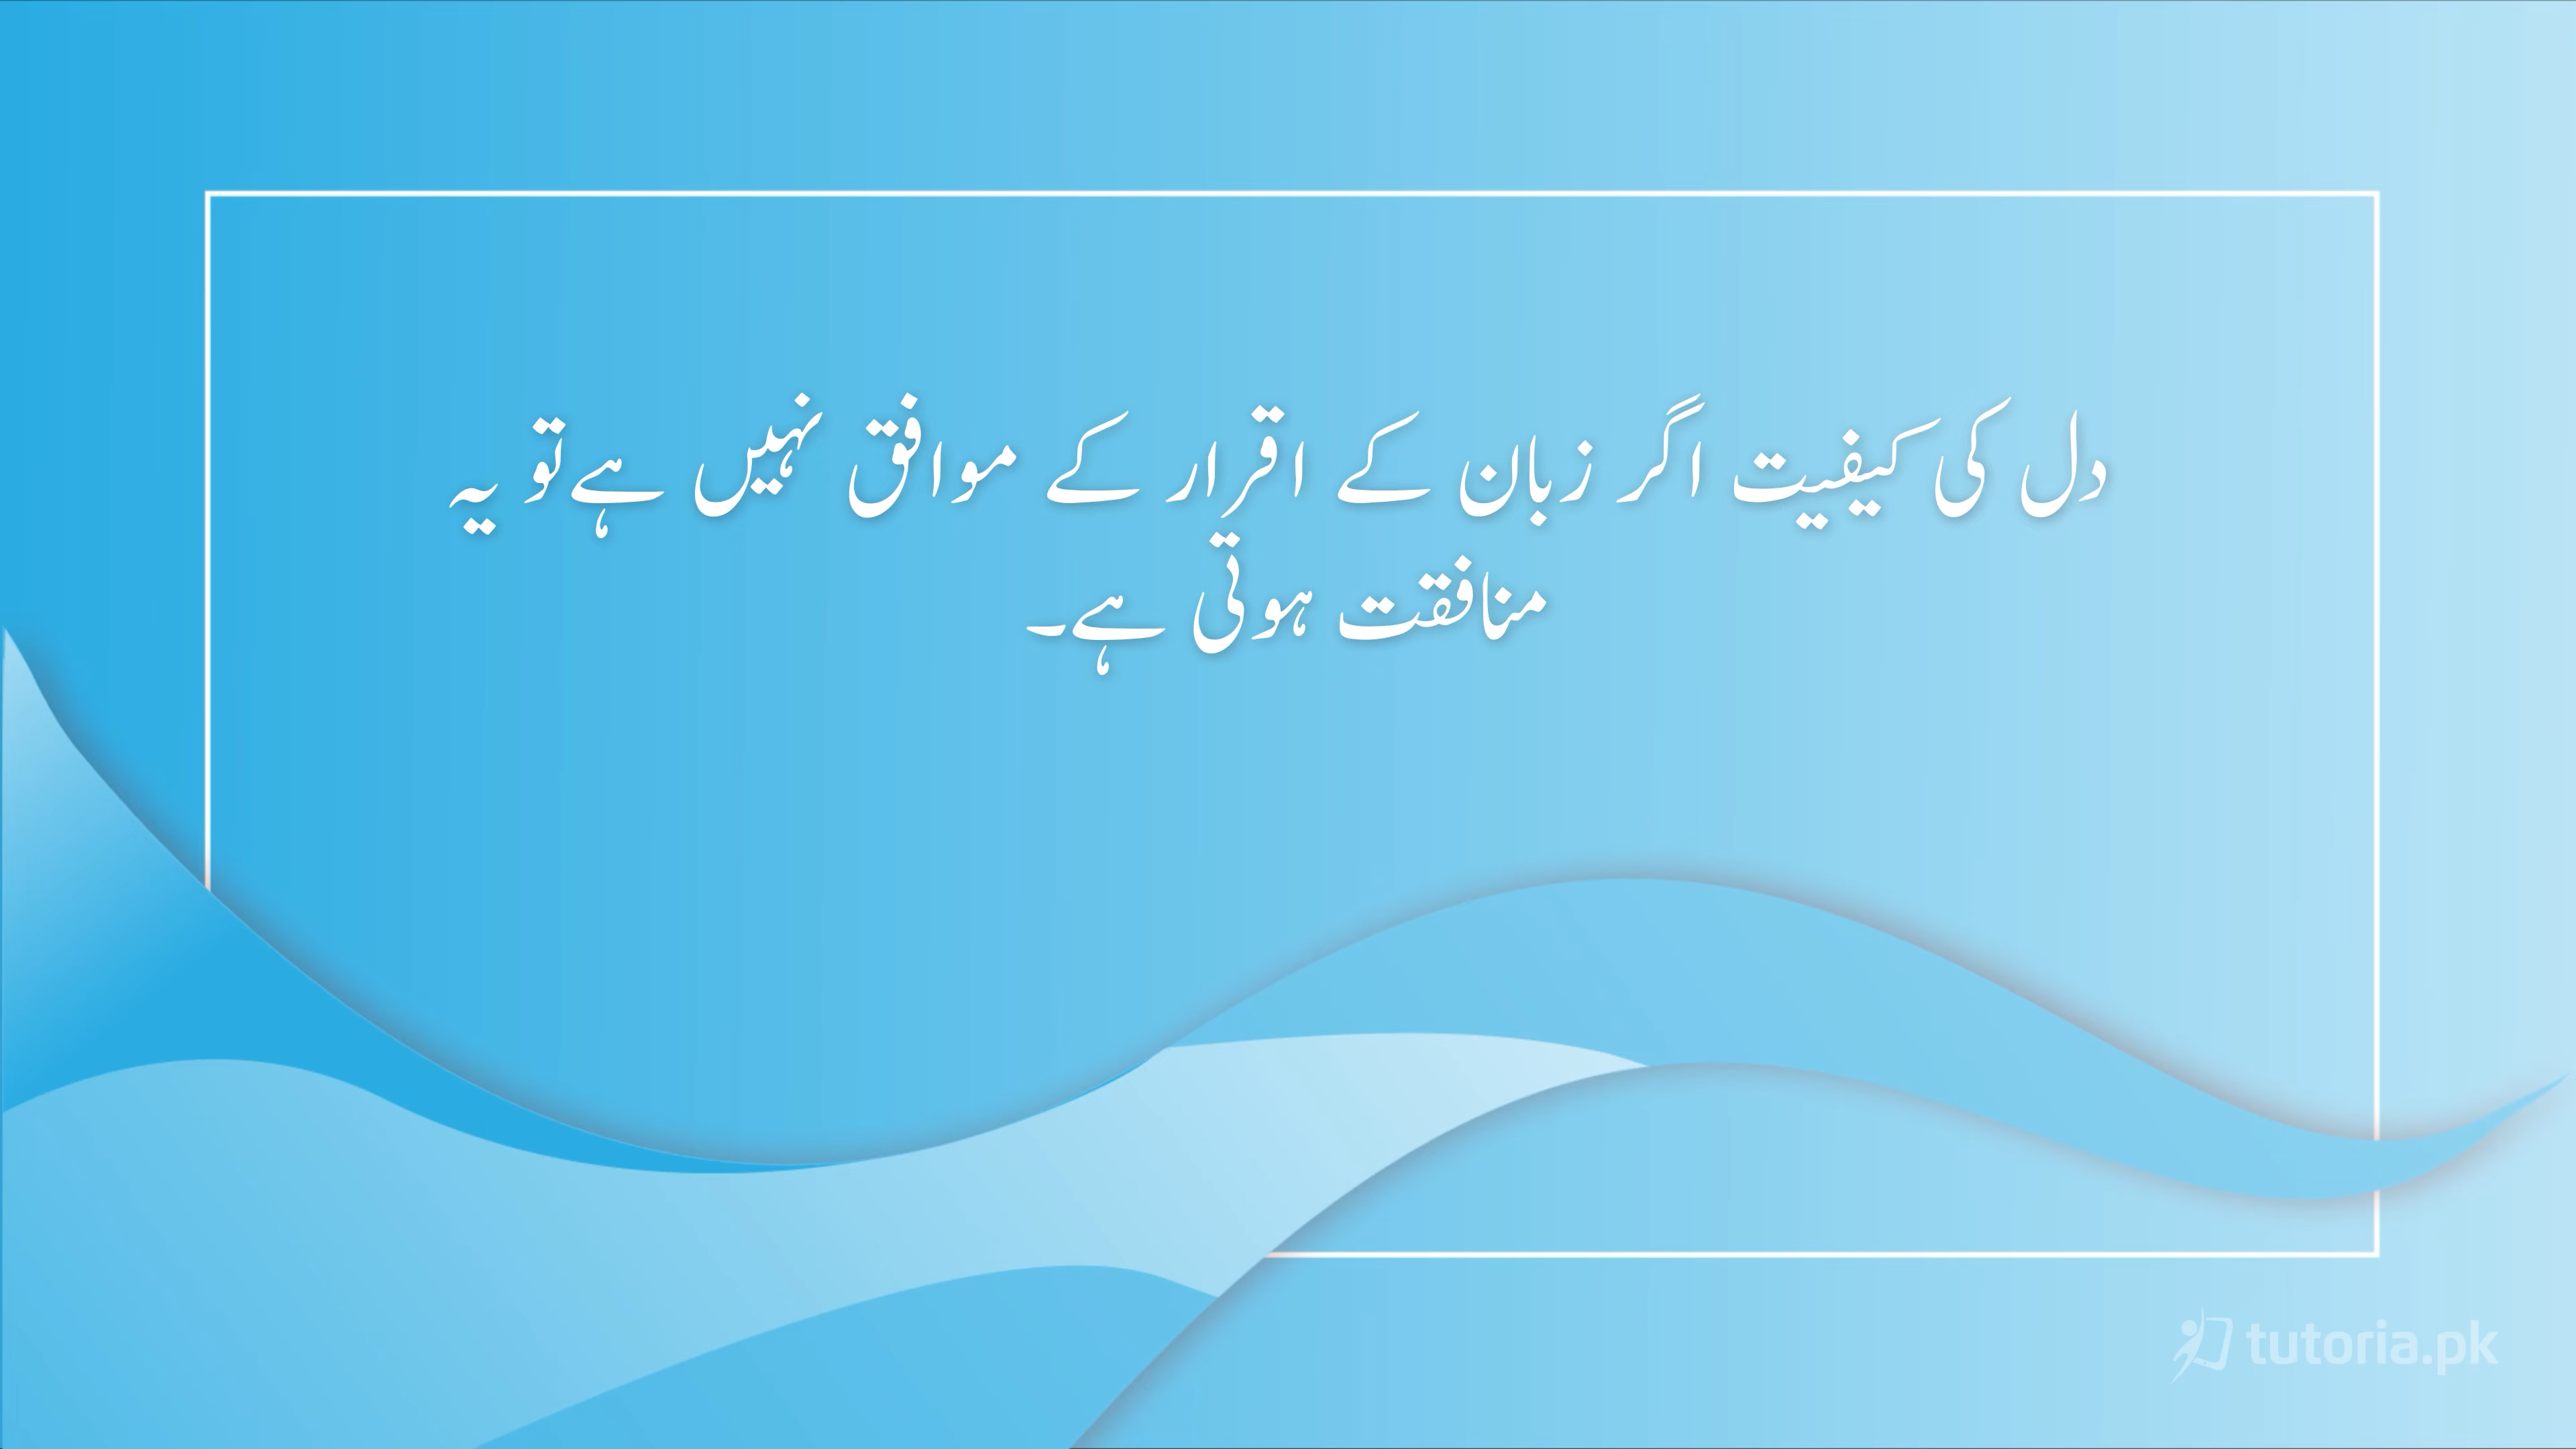 دل کی کیفیت اگر زبان کے اقرار کے موافق نہیں ہے تو یہ
منافقت ہوتی ہے۔
tutoria.pk